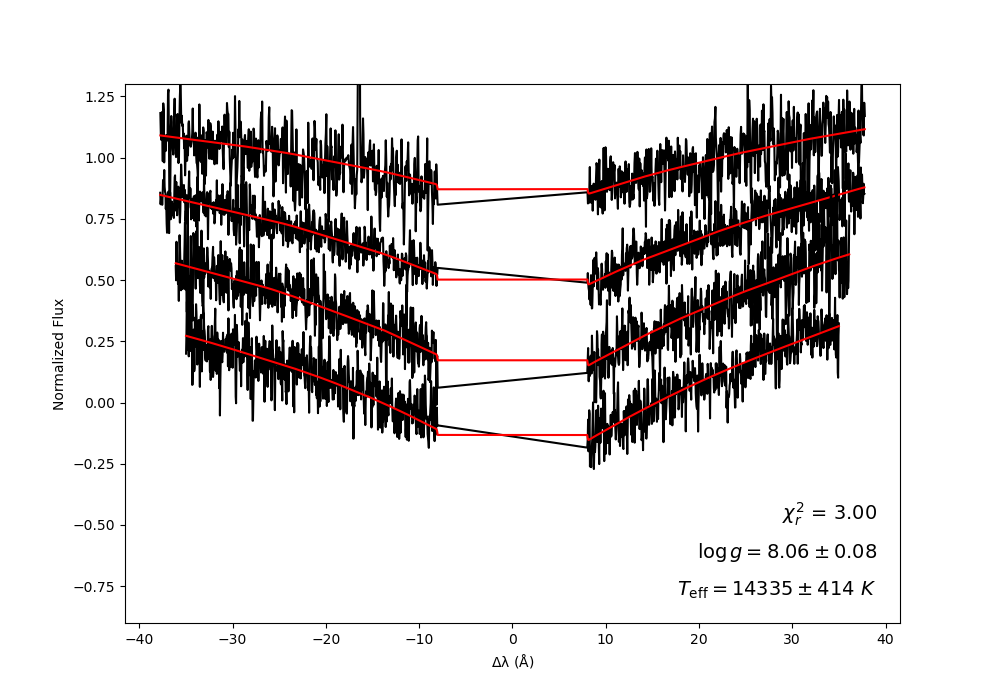 1.25
1.00
0.75
0.50
0.25
0.00
−0.25
−0.50
−0.75
Normalized Flux
χ²ᵣ = 3.00
log g = 8.06 ± 0.08
T_eff = 14335 ± 414 K
−40 −30 −20 −10 0 10 20 30 40
Δλ (Å)